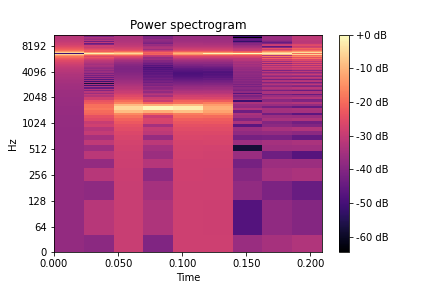 Power spectrogram
Hz
8192
4096
2048
1024
512
256
128
64
0
0.000 0.050 0.100 0.150 0.200
Time
+0 dB
-10 dB
-20 dB
-30 dB
-40 dB
-50 dB
-60 dB